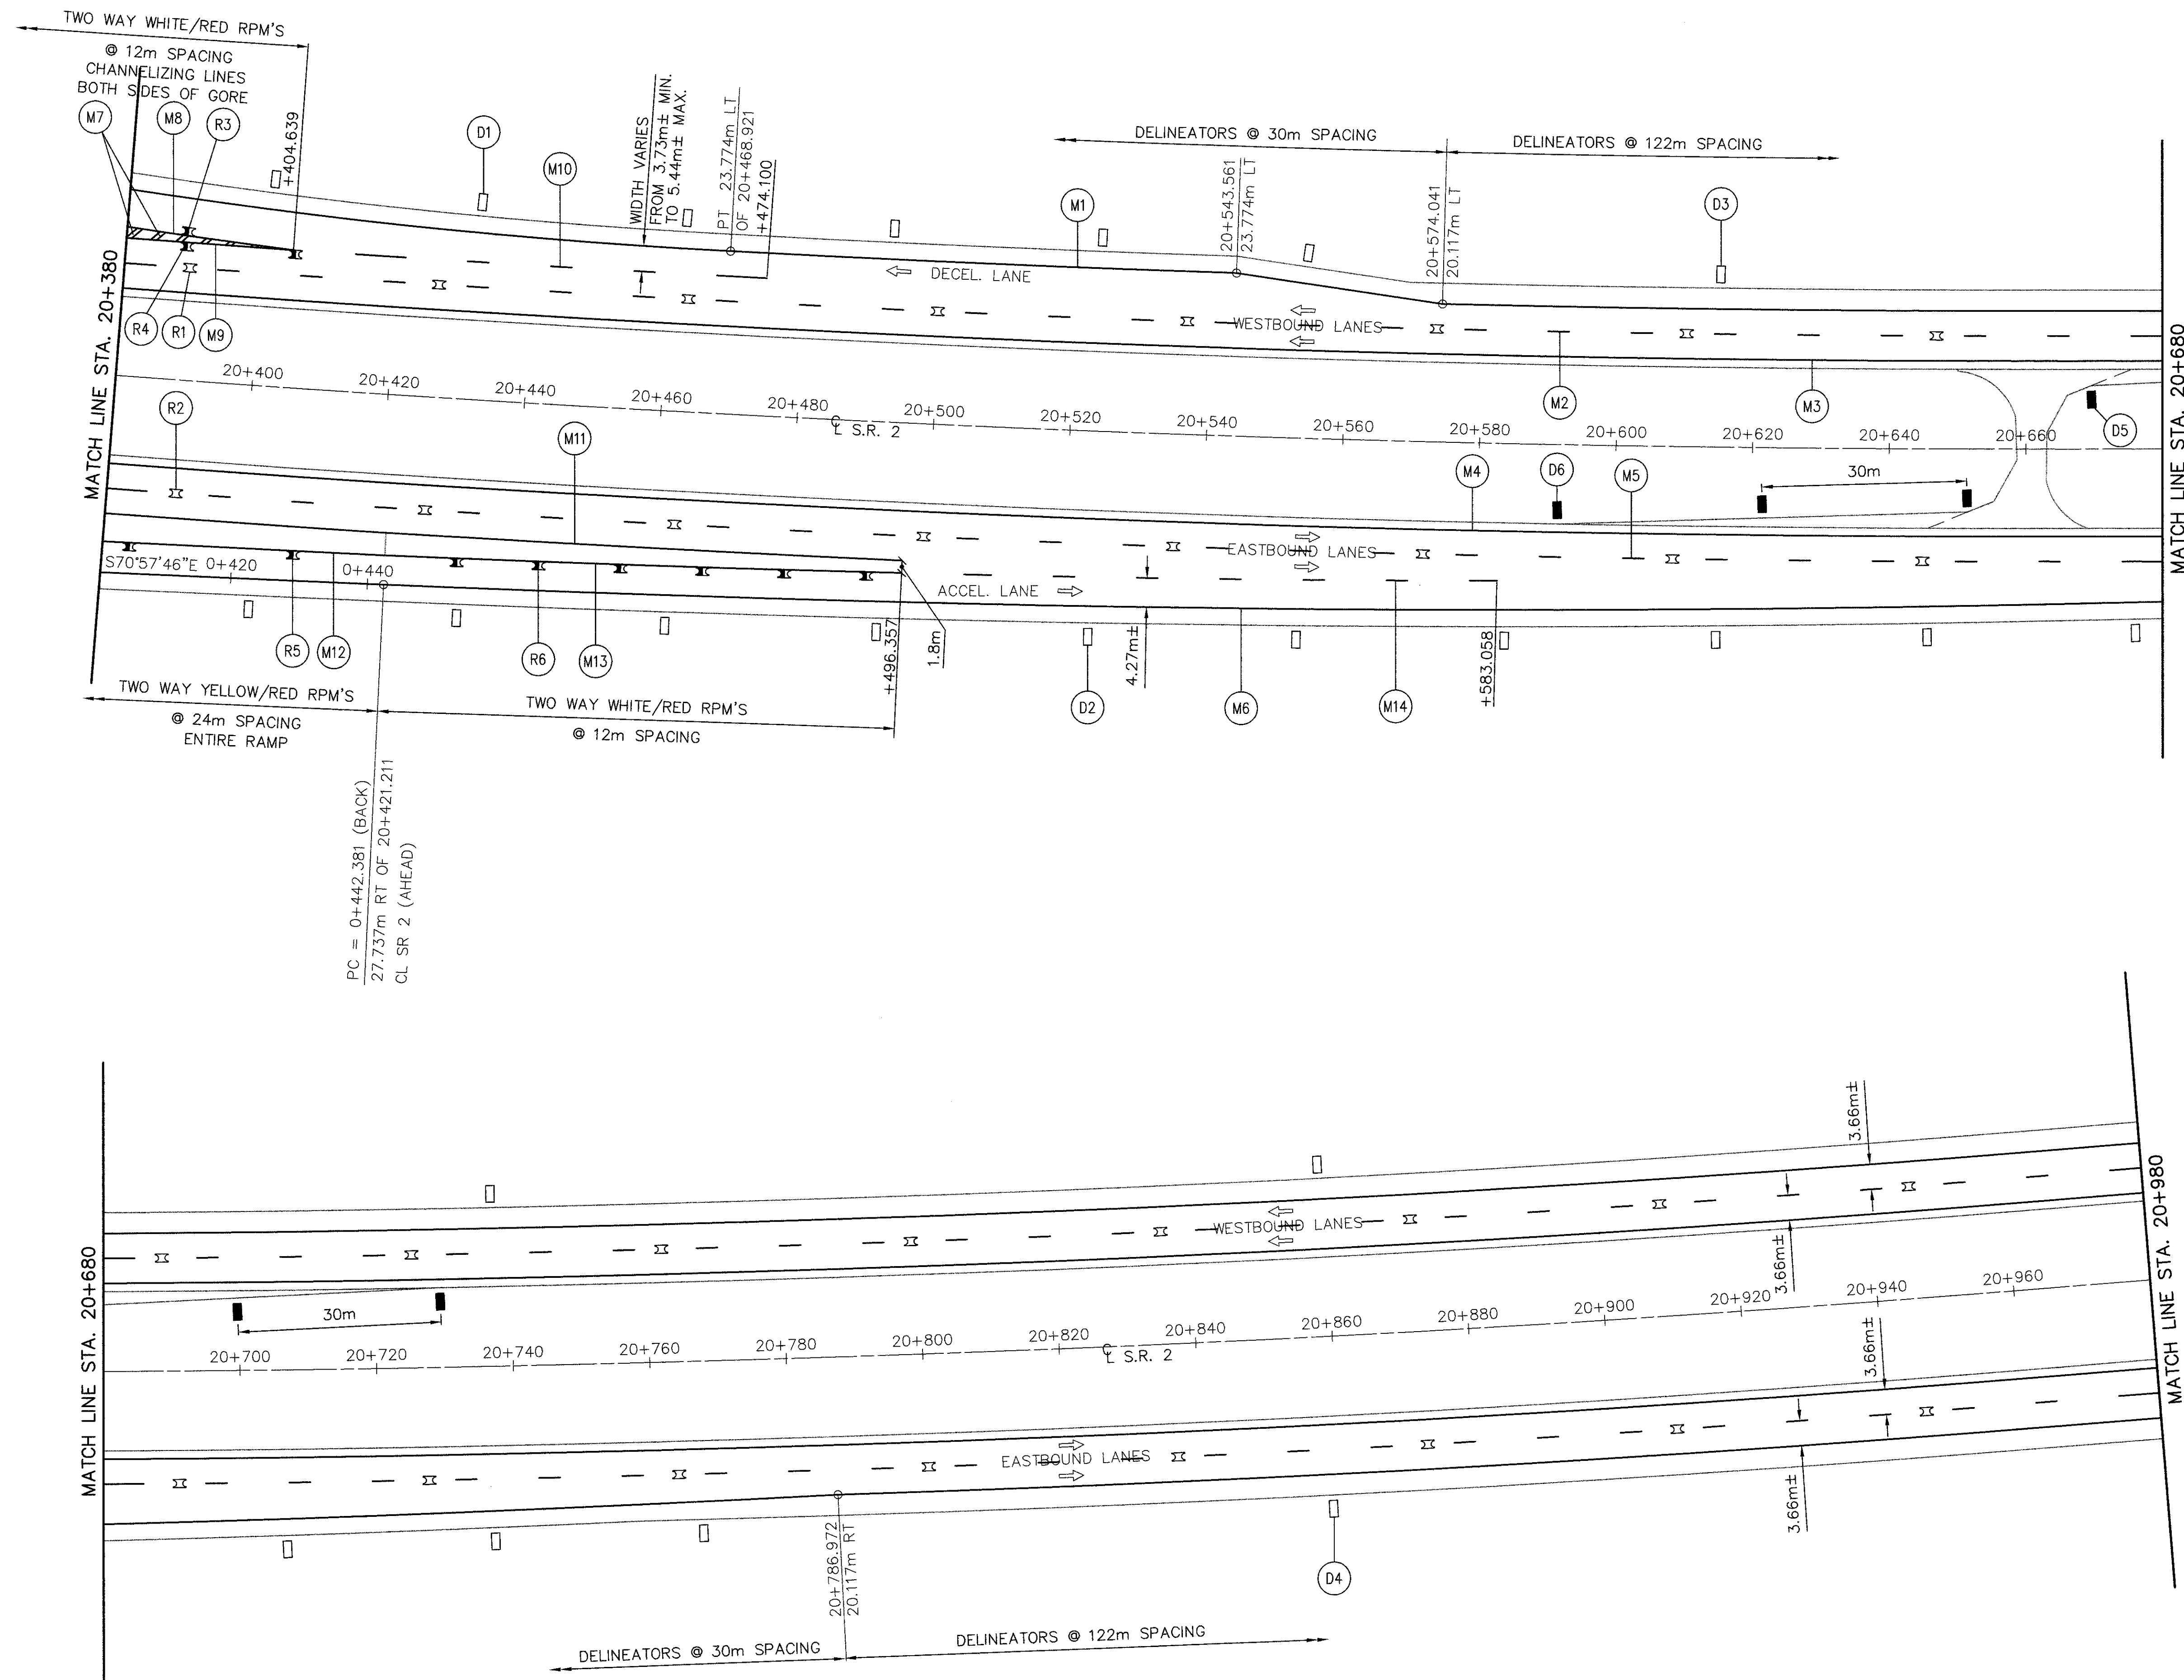 TWO WAY WHITE/RED RPM'S
@ 12m SPACING
CHANNELIZING LINES
BOTH SIDES OF GORE
M7
M8
R3
+404.639
D1
M10
WIDTH VARIES
FROM 3.73m± MIN.
TO 5.44m± MAX.
PT 23.774m LT
OF 20+468.921
+474.100
M1
DELINEATORS @ 30m SPACING
DELINEATORS @ 122m SPACING
20+543.561
23.774m LT
20+574.041
20.117m LT
D3
DECEL. LANE
WESTBOUND LANES
R4
R1
M9
MATCH LINE STA. 20+380
20+400
20+420
20+440
20+460
20+480
20+500
20+520
20+540
20+560
20+580
20+600
20+620
20+640
20+660
℄ S.R. 2
M2
M3
D5
MATCH LINE STA. 20+680
R2
M11
M4
D6
M5
30m
EASTBOUND LANES
S70°57'46"E
0+420
0+440
ACCEL. LANE
R5
M12
R6
M13
+496.357
1.8m
D2
4.27m±
M6
M14
+583.058
TWO WAY YELLOW/RED RPM'S
@ 24m SPACING
ENTIRE RAMP
TWO WAY WHITE/RED RPM'S
@ 12m SPACING
PC = 0+442.381 (BACK)
27.737m RT OF 20+421.211
CL SR 2 (AHEAD)
MATCH LINE STA. 20+680
WESTBOUND LANES
3.66m±
3.66m±
30m
20+700
20+720
20+740
20+760
20+780
20+800
20+820
20+840
20+860
20+880
20+900
20+920
20+940
20+960
℄ S.R. 2
MATCH LINE STA. 20+980
3.66m±
3.66m±
EASTBOUND LANES
20+786.972
20.117m RT
D4
DELINEATORS @ 30m SPACING
DELINEATORS @ 122m SPACING